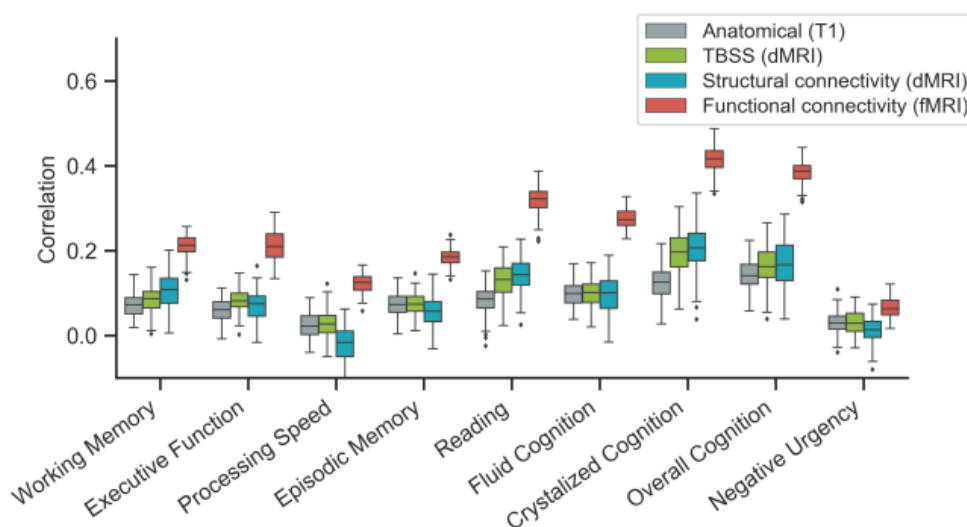 Anatomical (T1)
TBSS (dMRI)
Structural connectivity (dMRI)
Functional connectivity (fMRI)
Correlation
0.6
0.4
0.2
0.0
Working Memory
Executive Function
Processing Speed
Episodic Memory
Reading
Fluid Cognition
Crystalized Cognition
Overall Cognition
Negative Urgency